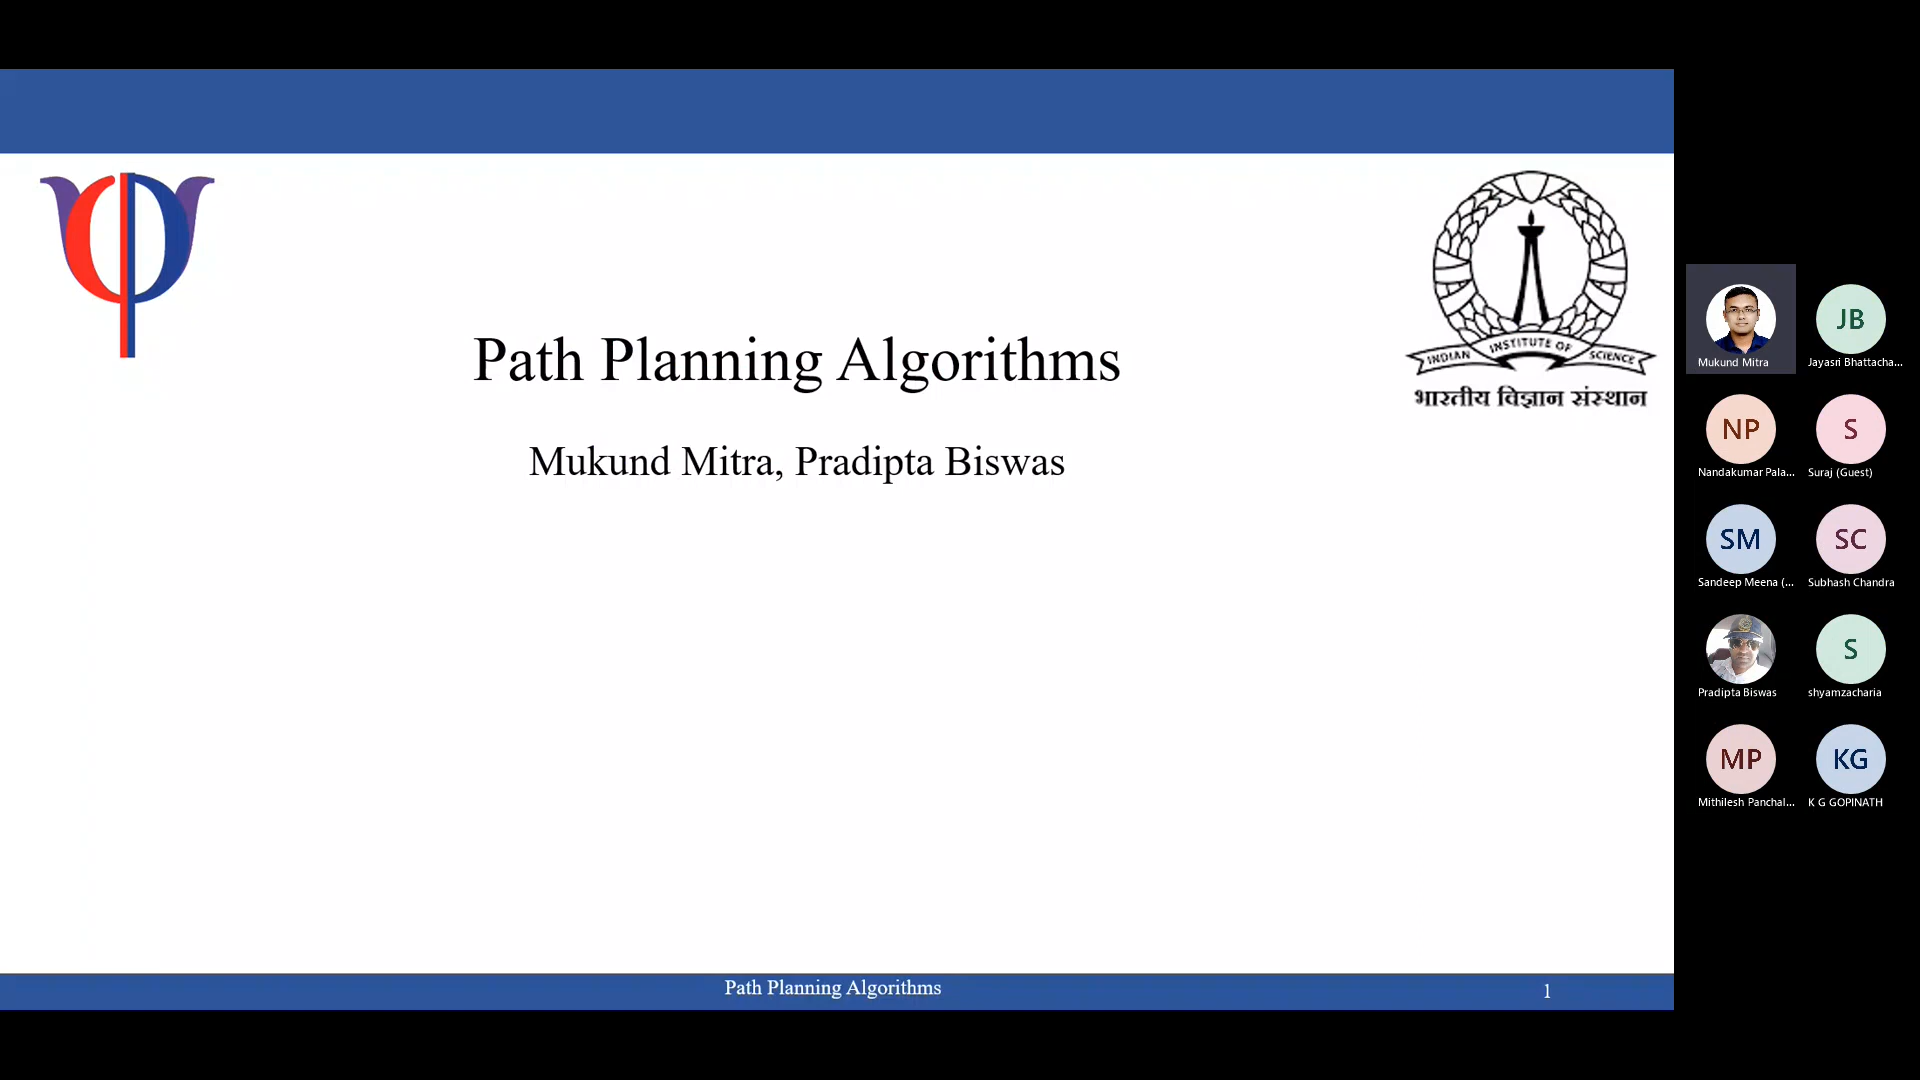 INDIAN INSTITUTE OF SCIENCE
भारतीय विज्ञान संस्थान
Path Planning Algorithms
Mukund Mitra, Pradipta Biswas
Path Planning Algorithms
1
Mukund Mitra
JB
Jayasri Bhattacha...
NP
Nandakumar Pala...
S
Suraj (Guest)
SM
Sandeep Meena (...
SC
Subhash Chandra
Pradipta Biswas
S
shyamzacharia
MP
Mithilesh Panchal...
KG
K G GOPINATH